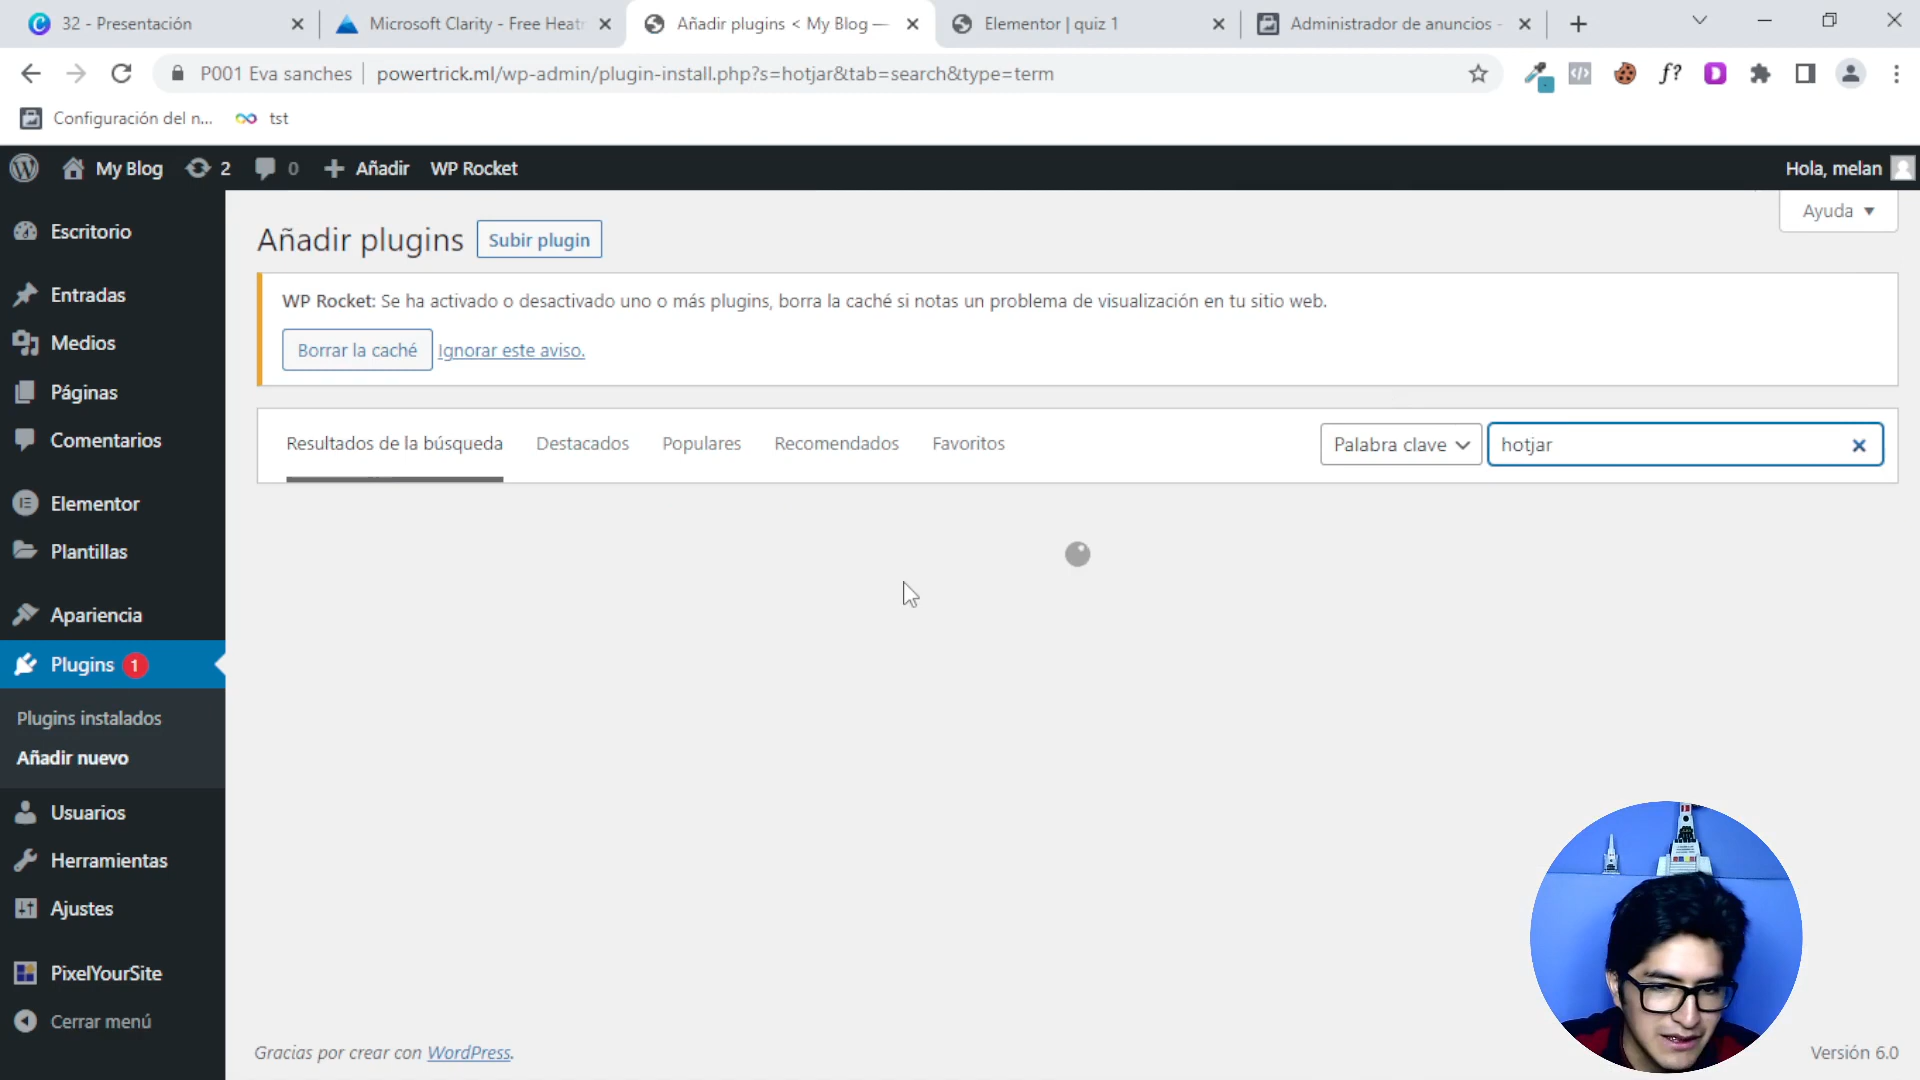 32 - Presentación
Microsoft Clarity - Free Heat
Añadir plugins < My Blog —
Elementor | quiz 1
Administrador de anuncios -
P001 Eva sanches
powertrick.ml/wp-admin/plugin-install.php?s=hotjar&tab=search&type=term
f?
Configuración del n...
tst
My Blog
2
0
Añadir
WP Rocket
Hola, melan
Escritorio
Entradas
Medios
Páginas
Comentarios
Elementor
Plantillas
Apariencia
Plugins 1
Plugins instalados
Añadir nuevo
Usuarios
Herramientas
Ajustes
PixelYourSite
Cerrar menú
Ayuda
Añadir plugins
Subir plugin
WP Rocket: Se ha activado o desactivado uno o más plugins, borra la caché si notas un problema de visualización en tu sitio web.
Borrar la caché
Ignorar este aviso.
Resultados de la búsqueda
Destacados
Populares
Recomendados
Favoritos
Palabra clave
hotjar
Gracias por crear con WordPress.
Versión 6.0